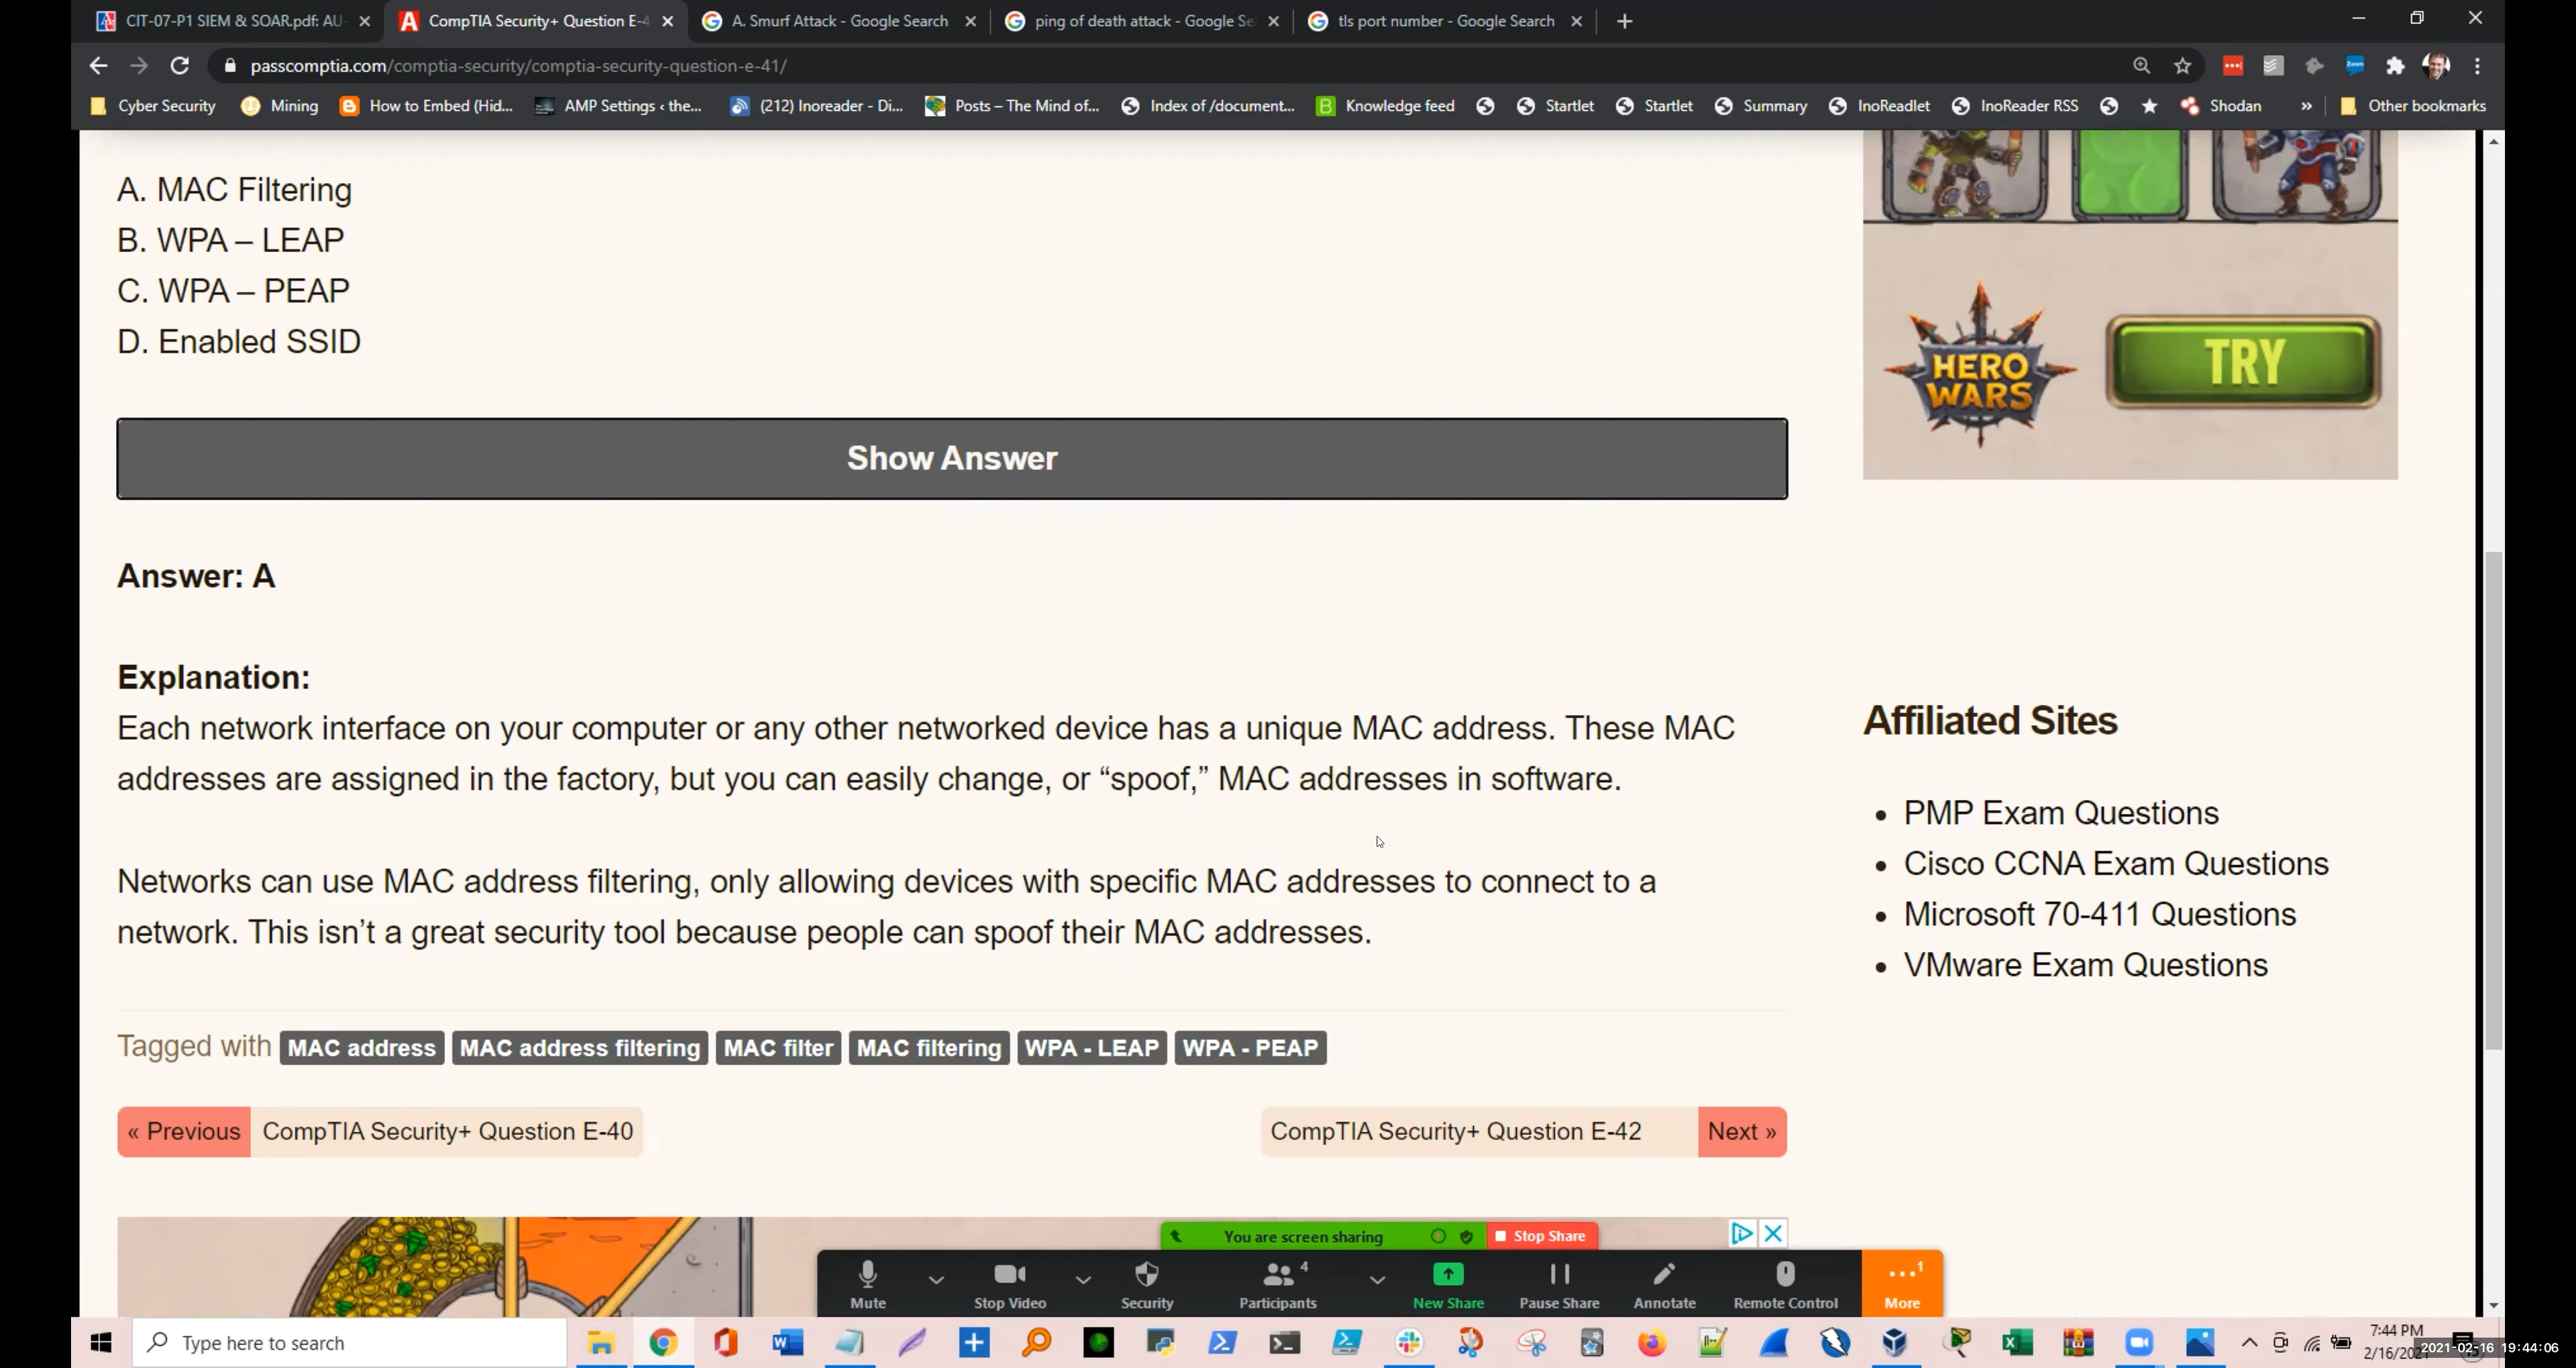 CIT-07-P1 SIEM & SOAR.pdf: AU
CompTIA Security+ Question E-4
A. Smurf Attack - Google Search
ping of death attack - Google Se
tls port number - Google Search
passcomptia.com/comptia-security/comptia-security-question-e-41/
Cyber Security
Mining
How to Embed (Hid...
AMP Settings ‹ the...
(212) Inoreader - Di...
Posts – The Mind of...
Index of /document...
Knowledge feed
Startlet
Startlet
Summary
InoReadlet
InoReader RSS
Shodan
»
Other bookmarks
A. MAC Filtering
B. WPA – LEAP
C. WPA – PEAP
D. Enabled SSID
HERO
WARS
TRY
Show Answer
Answer: A
Explanation:
Each network interface on your computer or any other networked device has a unique MAC address. These MAC
addresses are assigned in the factory, but you can easily change, or “spoof,” MAC addresses in software.
Networks can use MAC address filtering, only allowing devices with specific MAC addresses to connect to a
network. This isn’t a great security tool because people can spoof their MAC addresses.
Affiliated Sites
• PMP Exam Questions
• Cisco CCNA Exam Questions
• Microsoft 70-411 Questions
• VMware Exam Questions
Tagged with MAC address MAC address filtering MAC filter MAC filtering WPA - LEAP WPA - PEAP
« Previous CompTIA Security+ Question E-40
CompTIA Security+ Question E-42 Next »
You are screen sharing
Stop Share
Mute
Stop Video
Security
4
Participants
New Share
Pause Share
Annotate
Remote Control
1
More
Type here to search
7:44 PM
2/16/202
2021-02-16 19:44:06